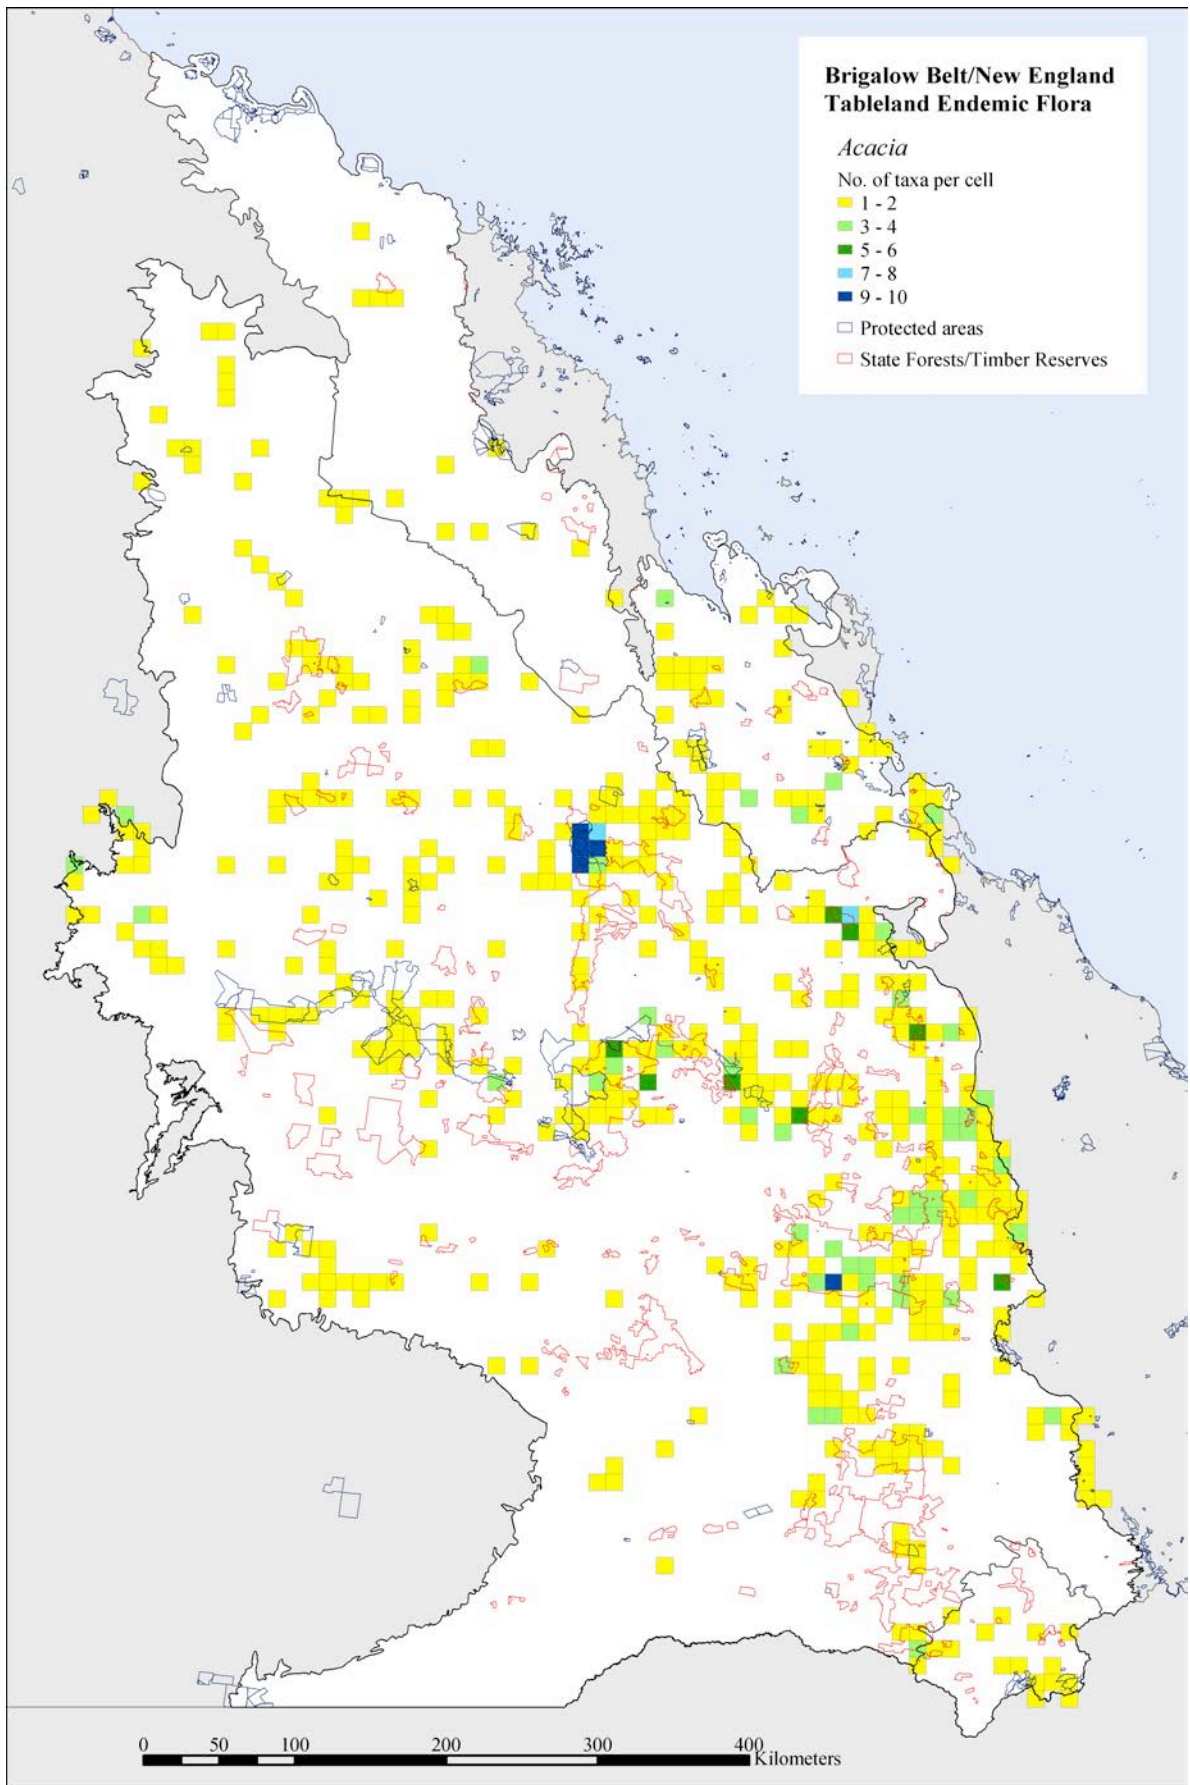 Brigalow Belt/New England
Tableland Endemic Flora
Acacia
No. of taxa per cell
1 - 2
3 - 4
5 - 6
7 - 8
9 - 10
Protected areas
State Forests/Timber Reserves
0 50 100 200 300 400
Kilometers